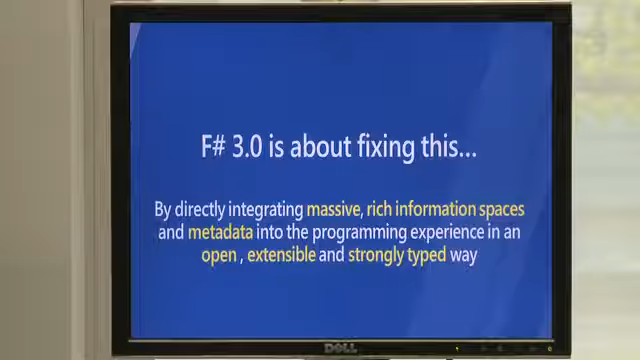 F# 3.0 is about fixing this...
By directly integrating massive, rich information spaces
and metadata into the programming experience in an
open , extensible and strongly typed way
DELL